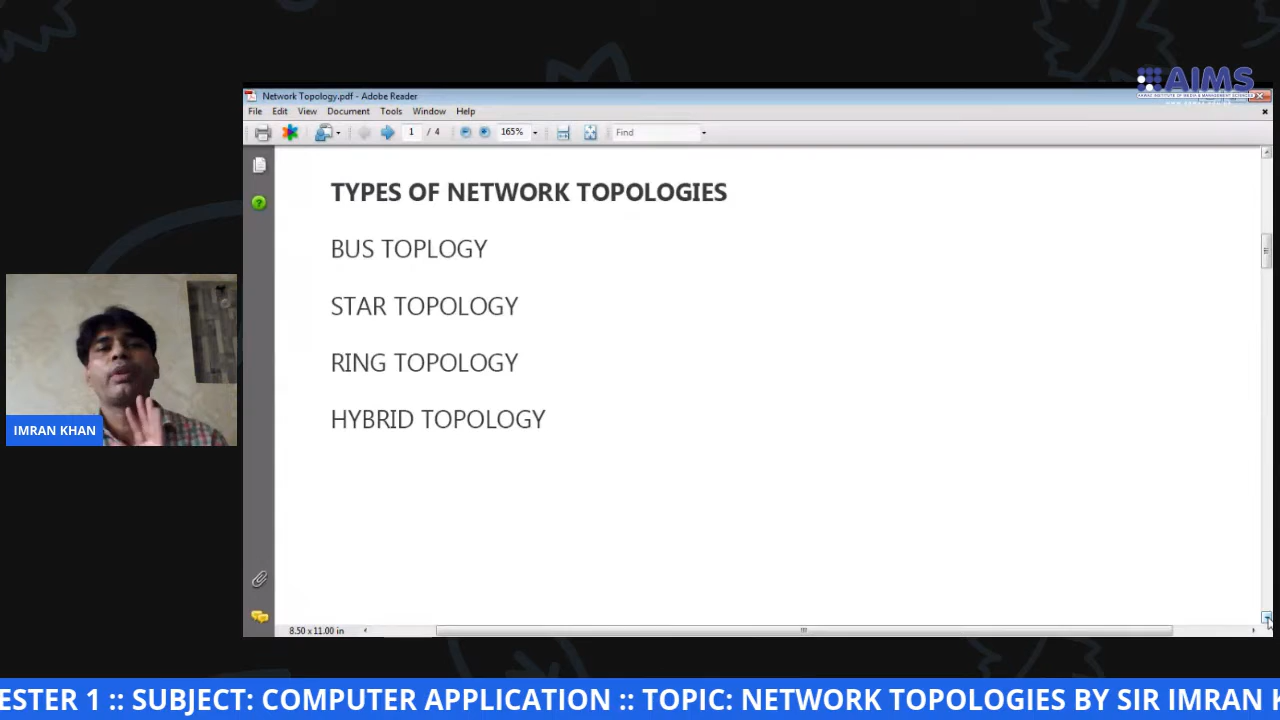 AIMS
Network Topology.pdf - Adobe Reader
File Edit View Document Tools Window Help
1 / 4 165% Find
TYPES OF NETWORK TOPOLOGIES
BUS TOPLOGY
STAR TOPOLOGY
RING TOPOLOGY
HYBRID TOPOLOGY
IMRAN KHAN
8.50 x 11.00 in
ESTER 1 :: SUBJECT: COMPUTER APPLICATION :: TOPIC: NETWORK TOPOLOGIES BY SIR IMRAN K